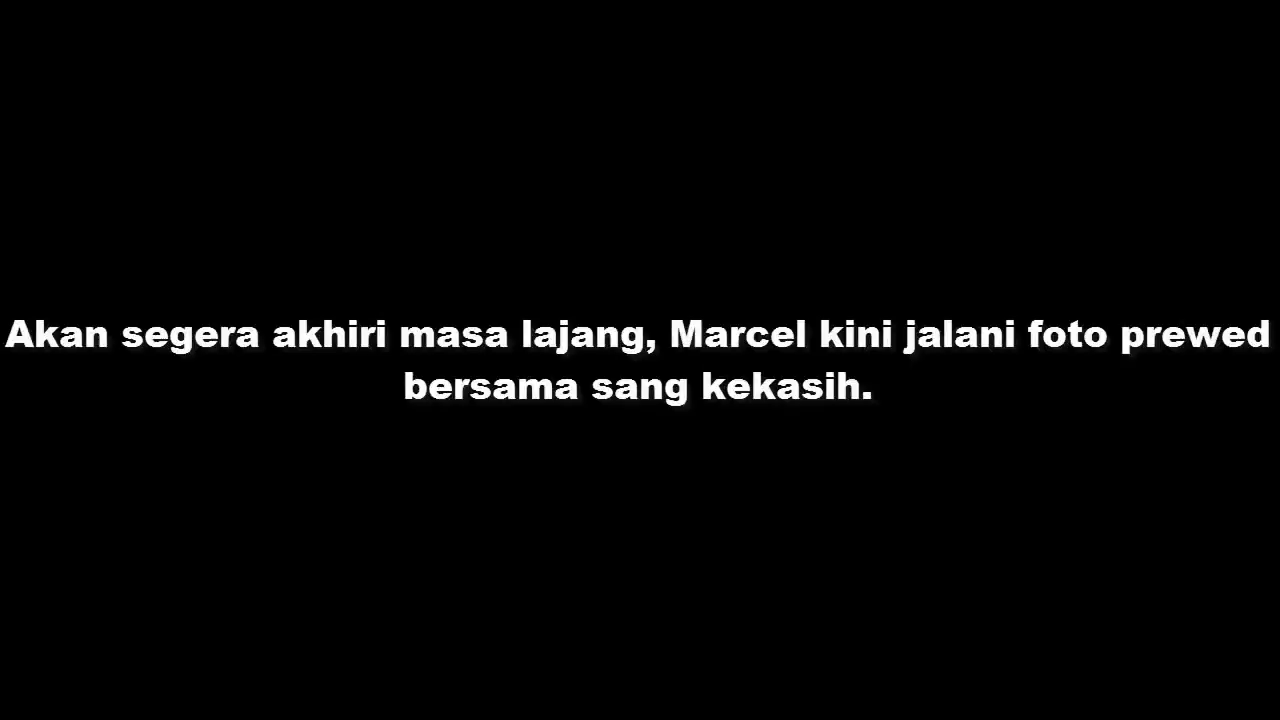 Akan segera akhiri masa lajang, Marcel kini jalani foto prewed
bersama sang kekasih.